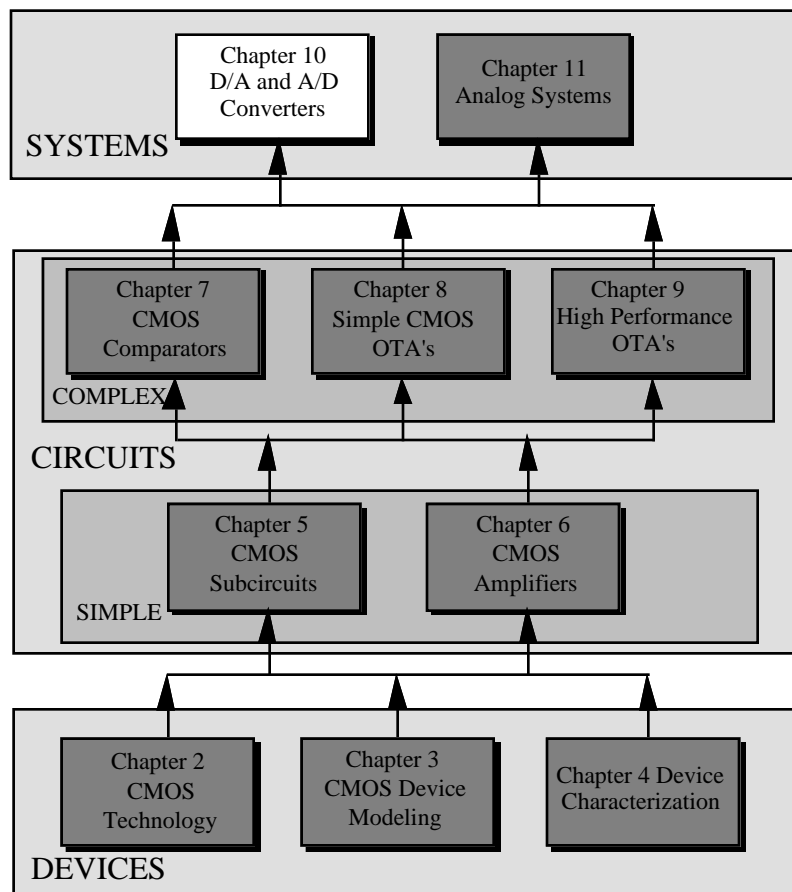 Chapter 10
D/A and A/D
Converters
Chapter 11
Analog Systems
SYSTEMS
Chapter 7
CMOS
Comparators
Chapter 8
Simple CMOS
OTA's
Chapter 9
High Performance
OTA's
COMPLEX
CIRCUITS
Chapter 5
CMOS
Subcircuits
Chapter 6
CMOS
Amplifiers
SIMPLE
Chapter 2
CMOS
Technology
Chapter 3
CMOS Device
Modeling
Chapter 4 Device
Characterization
DEVICES